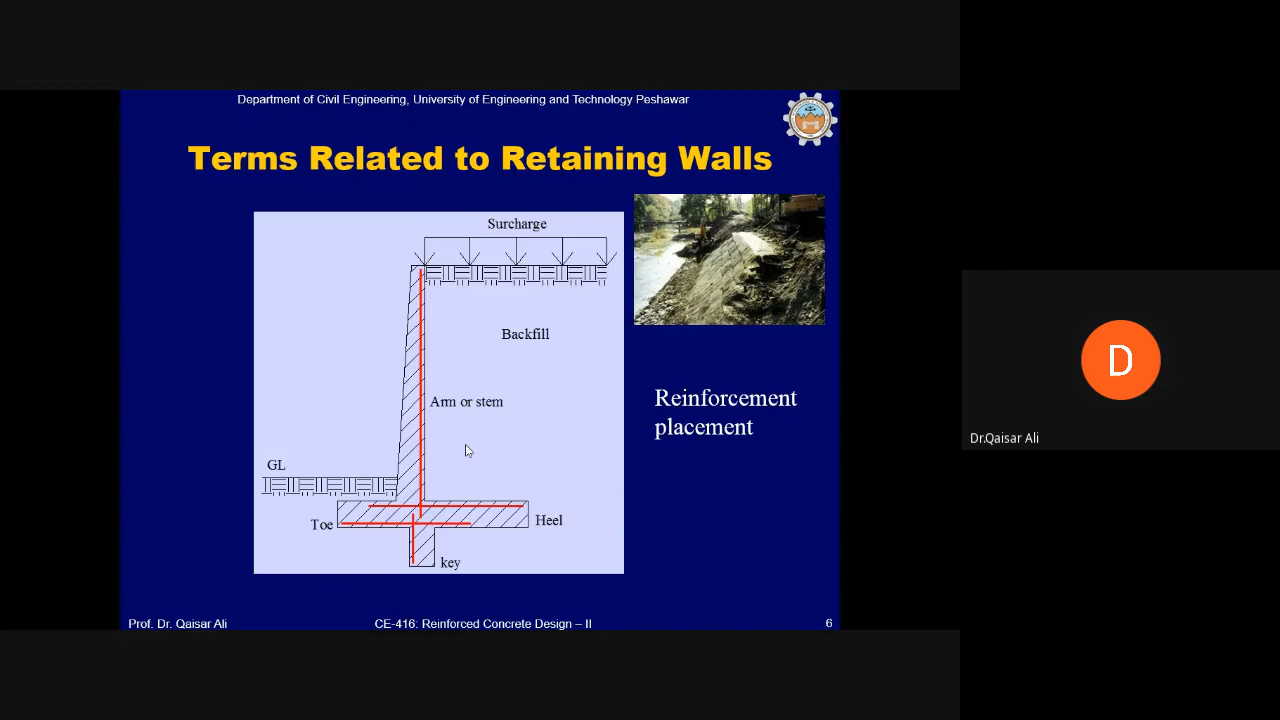 Department of Civil Engineering, University of Engineering and Technology Peshawar
Terms Related to Retaining Walls
Surcharge
Backfill
Arm or stem
GL
Toe
Heel
key
Reinforcement
placement
D
Dr.Qaisar Ali
Prof. Dr. Qaisar Ali
CE-416: Reinforced Concrete Design – II
6